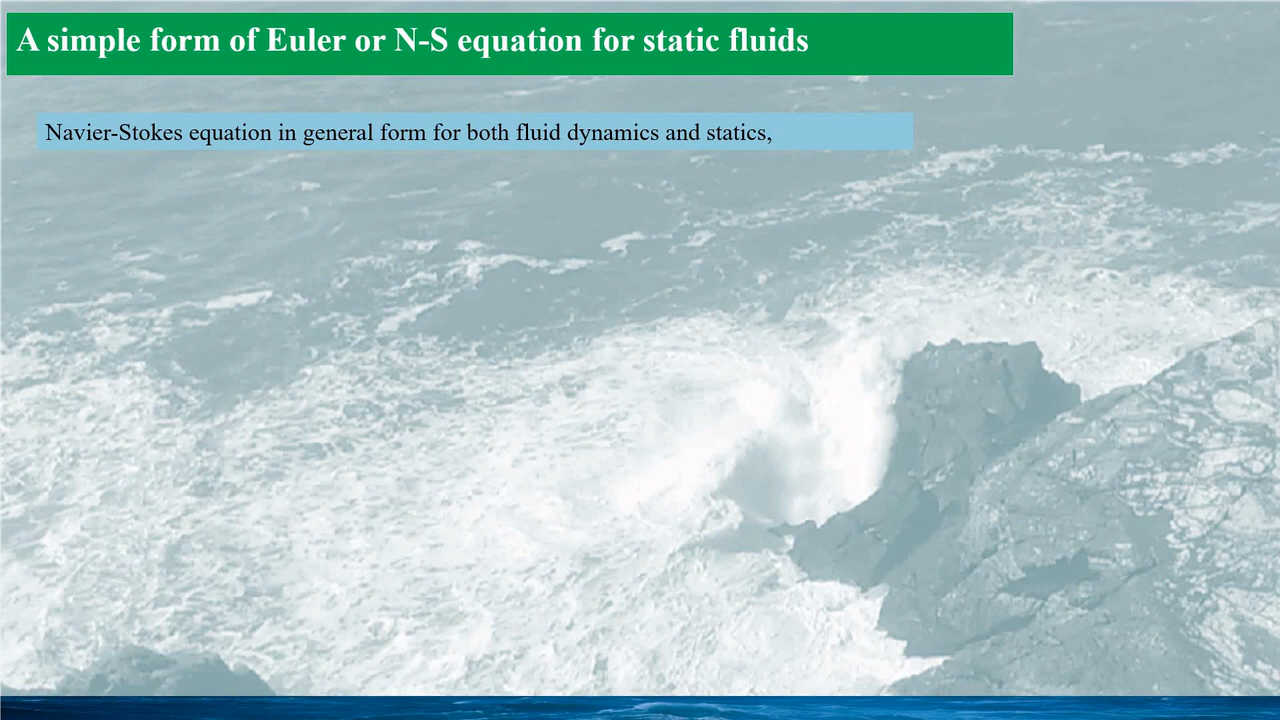 A simple form of Euler or N-S equation for static fluids
Navier-Stokes equation in general form for both fluid dynamics and statics,